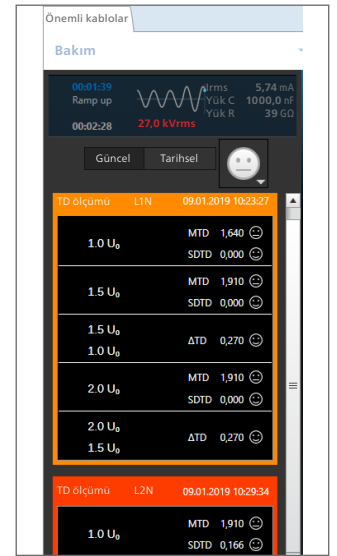 Önemli kablolar
Bakım
00:01:39 Irms 5,74 mA
Ramp up Yük C 1000,0 nF
Yük R 39 GΩ
00:02:28 27,0 kVrms
Güncel Tarihsel
TD ölçümü L1N 09.01.2019 10:23:27
1.0 U₀ MTD 1,640
SDTD 0,000
1.5 U₀ MTD 1,910
SDTD 0,000
1.5 U₀
1.0 U₀ ΔTD 0,270
2.0 U₀ MTD 1,910
SDTD 0,000
2.0 U₀
1.5 U₀ ΔTD 0,270
TD ölçümü L2N 09.01.2019 10:29:34
1.0 U₀ MTD 1,910
SDTD 0,166